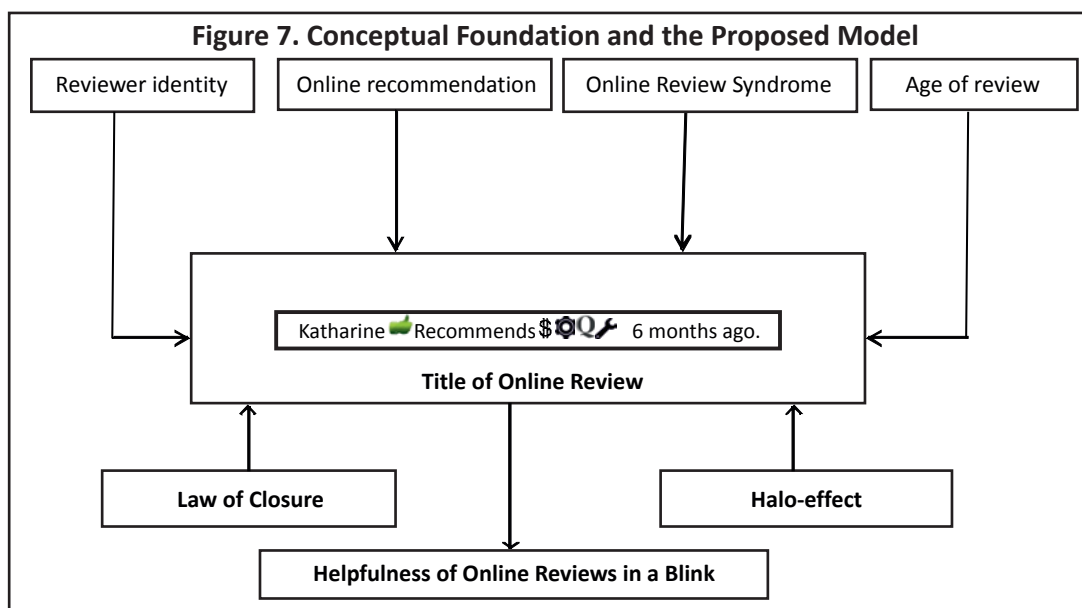 Figure 7. Conceptual Foundation and the Proposed Model
Reviewer identity
Online recommendation
Online Review Syndrome
Age of review
Katharine Recommends $ Q 6 months ago.
Title of Online Review
Law of Closure
Halo-effect
Helpfulness of Online Reviews in a Blink